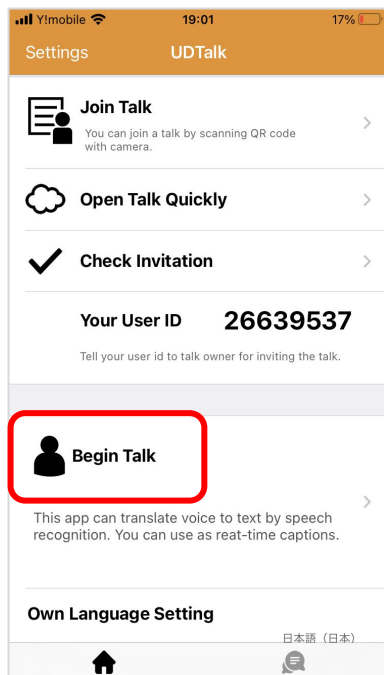 Y!mobile 19:01 17%
Settings UDTalk
Join Talk
You can join a talk by scanning QR code
with camera.
Open Talk Quickly
Check Invitation
Your User ID 26639537
Tell your user id to talk owner for inviting the talk.
Begin Talk
This app can translate voice to text by speech
recognition. You can use as reat-time captions.
Own Language Setting
日本語（日本）